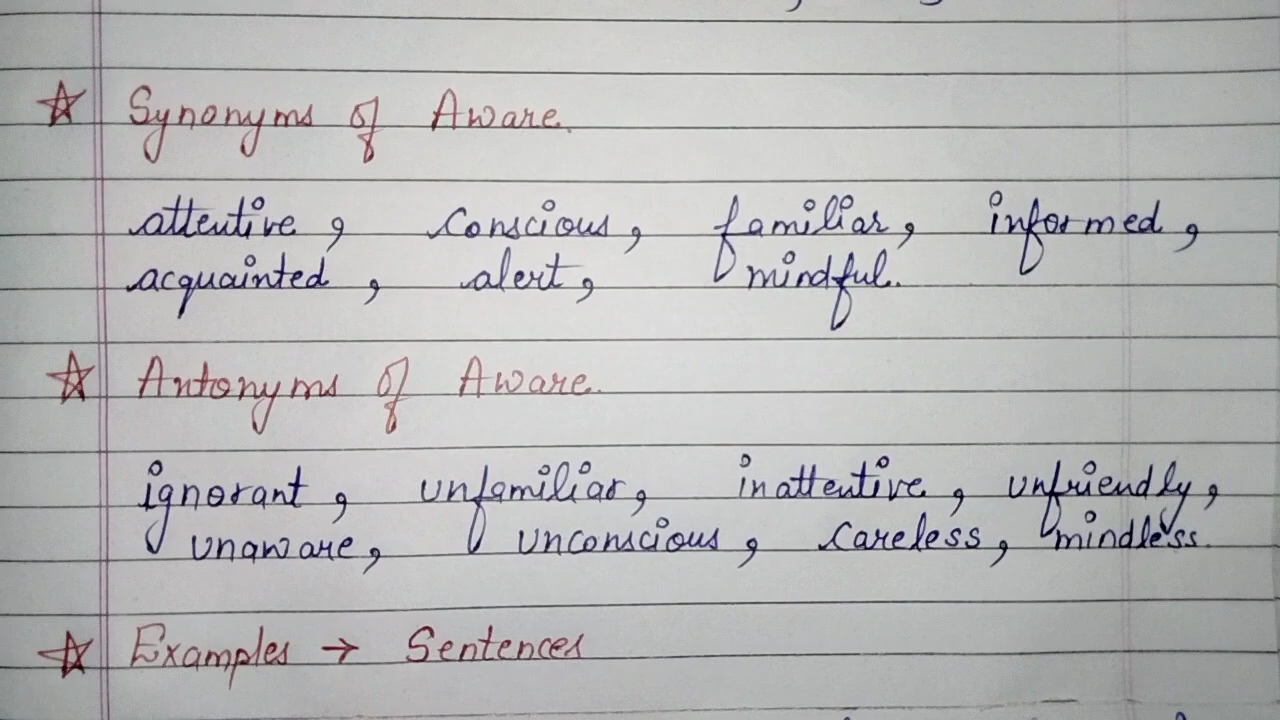 ☆ Synonyms of Aware.
attentive, conscious, familiar, informed,
acquainted, alert, mindful.
☆ Antonyms of Aware.
ignorant, unfamiliar, inattentive, unfriendly,
unaware, unconscious, careless, mindless.
☆ Examples → Sentences